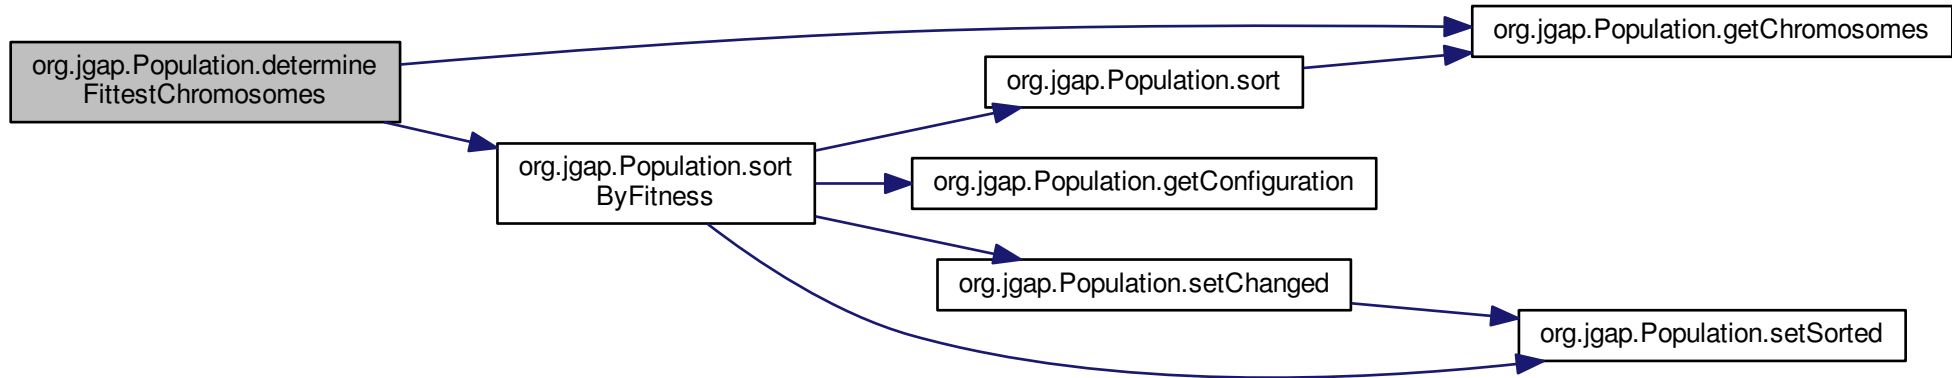 org.jgap.Population.determine
FittestChromosomes
org.jgap.Population.sort
ByFitness
org.jgap.Population.sort
org.jgap.Population.getConfiguration
org.jgap.Population.setChanged
org.jgap.Population.getChromosomes
org.jgap.Population.setSorted